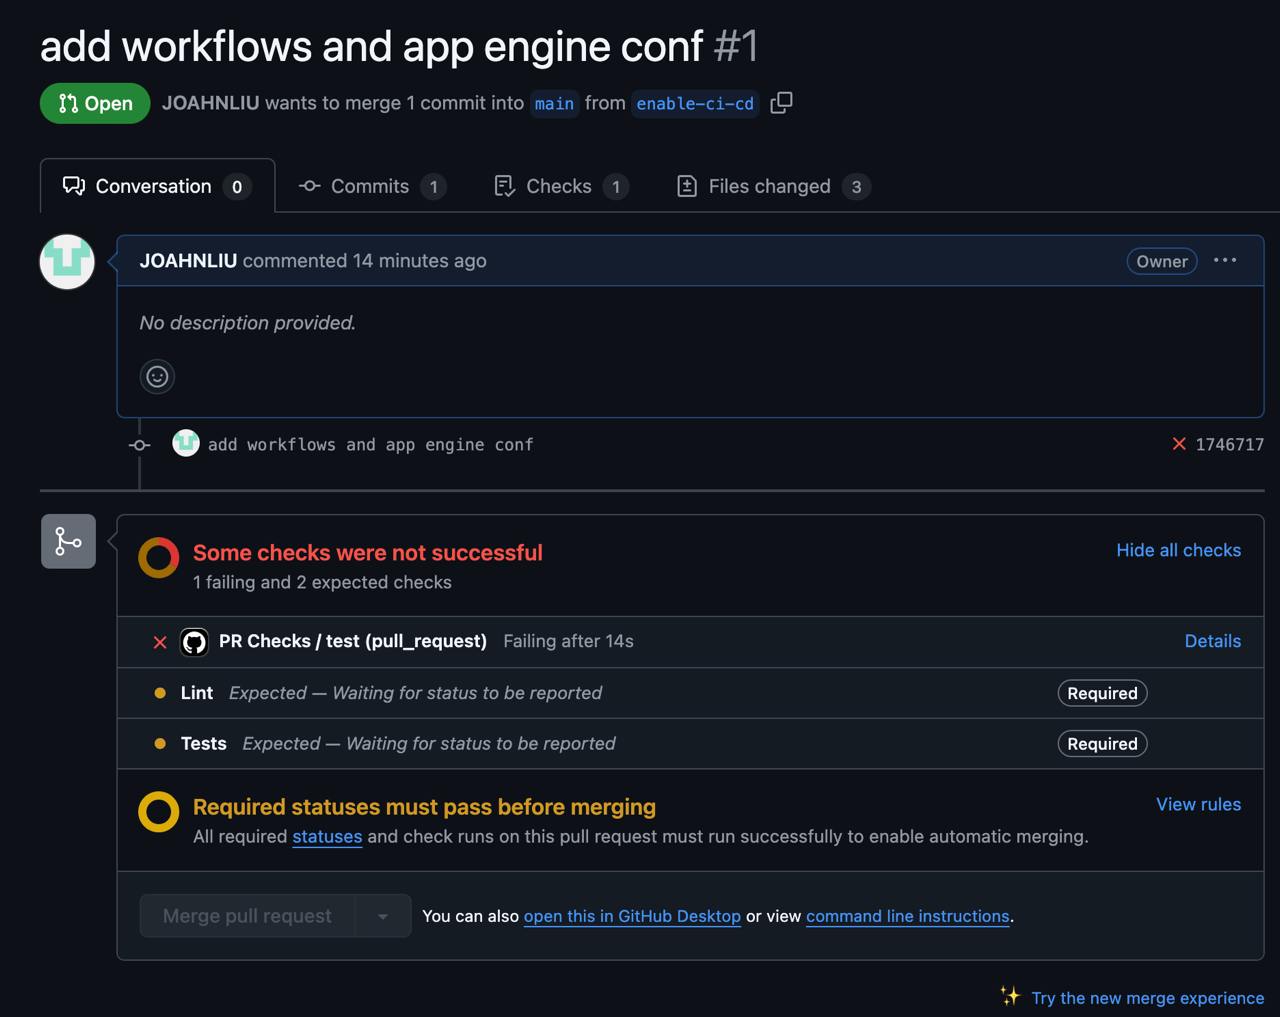 add workflows and app engine conf #1
Open JOAHNLIU wants to merge 1 commit into main from enable-ci-cd
Conversation 0 Commits 1 Checks 1 Files changed 3
JOAHNLIU commented 14 minutes ago Owner ...
No description provided.
add workflows and app engine conf 1746717
Some checks were not successful Hide all checks
1 failing and 2 expected checks
PR Checks / test (pull_request) Failing after 14s Details
Lint Expected — Waiting for status to be reported Required
Tests Expected — Waiting for status to be reported Required
Required statuses must pass before merging View rules
All required statuses and check runs on this pull request must run successfully to enable automatic merging.
Merge pull request You can also open this in GitHub Desktop or view command line instructions.
Try the new merge experience